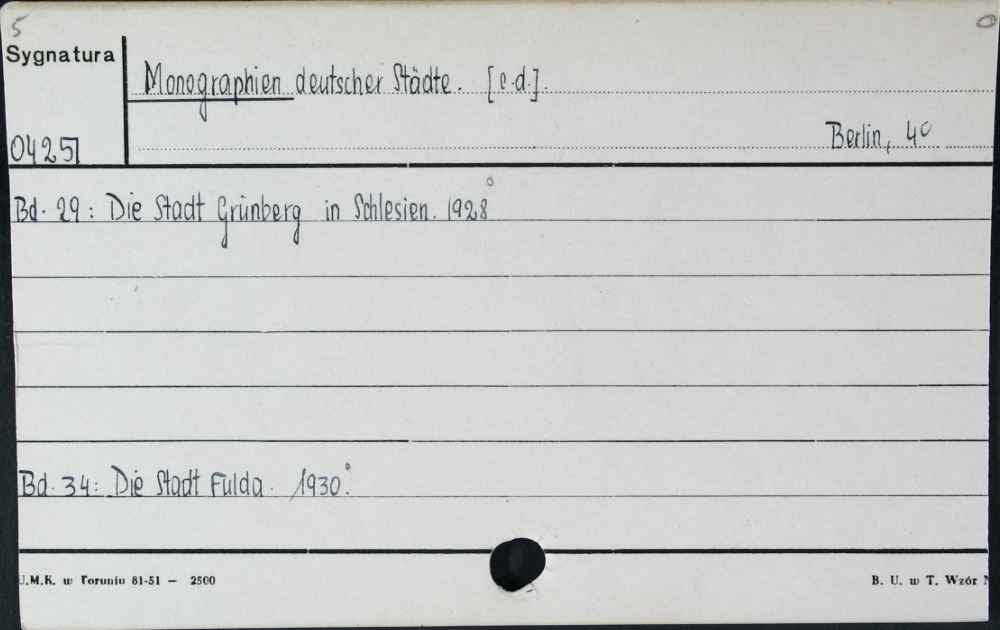 5
Sygnatura
Monographien deutscher Städte. [c.d.].
04251
Berlin, 4°
Bd. 29: Die Stadt Grünberg in Schlesien. 1928°
Bd. 34: Die Stadt Fulda. 1930°.
U.M.K. w Toruniu 81-51 — 2500
B. U. w T. Wzór N